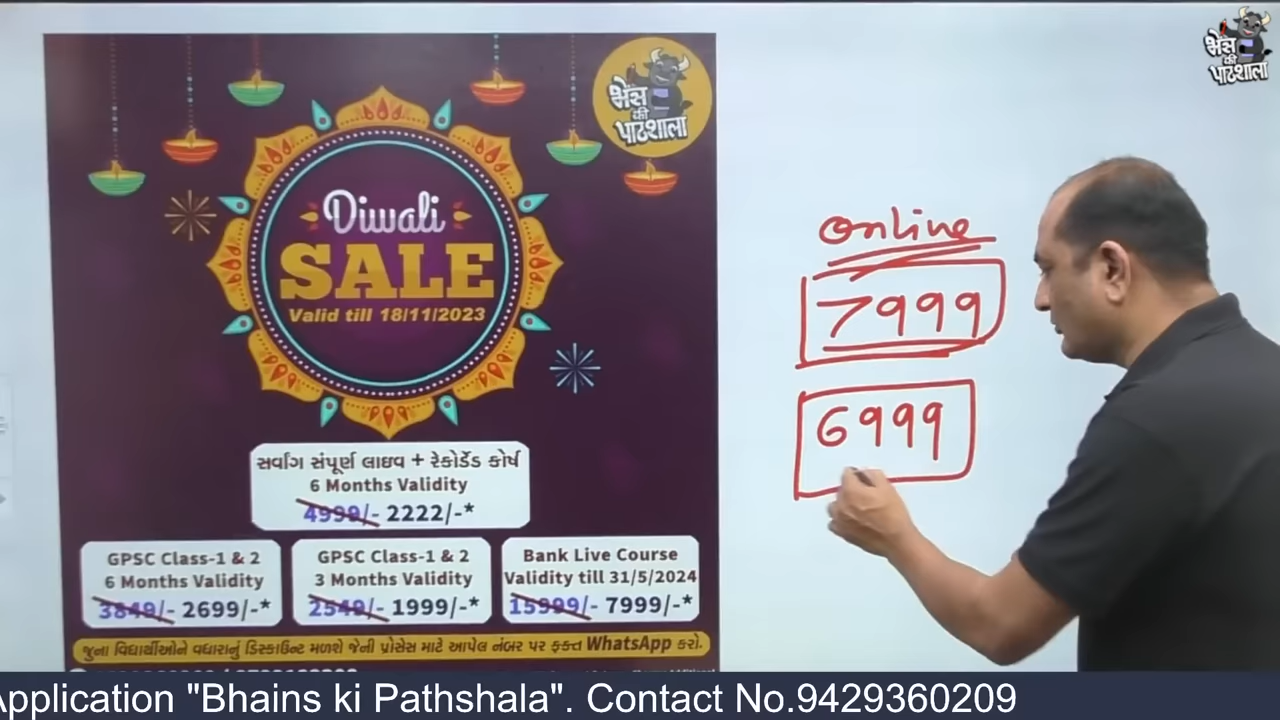 भैंस
की
पाठशाला
भैंस
की
पाठशाला
Diwali
SALE
Valid till 18/11/2023
online
7999
6999
સર્વાંગ સંપૂર્ણ લાઇવ + રેકોર્ડેડ કોર્ષ
6 Months Validity
4999/- 2222/-*
GPSC Class-1 & 2
6 Months Validity
3849/- 2699/-*
GPSC Class-1 & 2
3 Months Validity
2549/- 1999/-*
Bank Live Course
Validity till 31/5/2024
15999/- 7999/-*
જુના વિદ્યાર્થીઓને વધારાનું ડિસ્કાઉન્ટ મળશે જેની પ્રોસેસ માટે આપેલ નંબર પર ફક્ત WhatsApp કરો.
Application "Bhains ki Pathshala". Contact No.9429360209